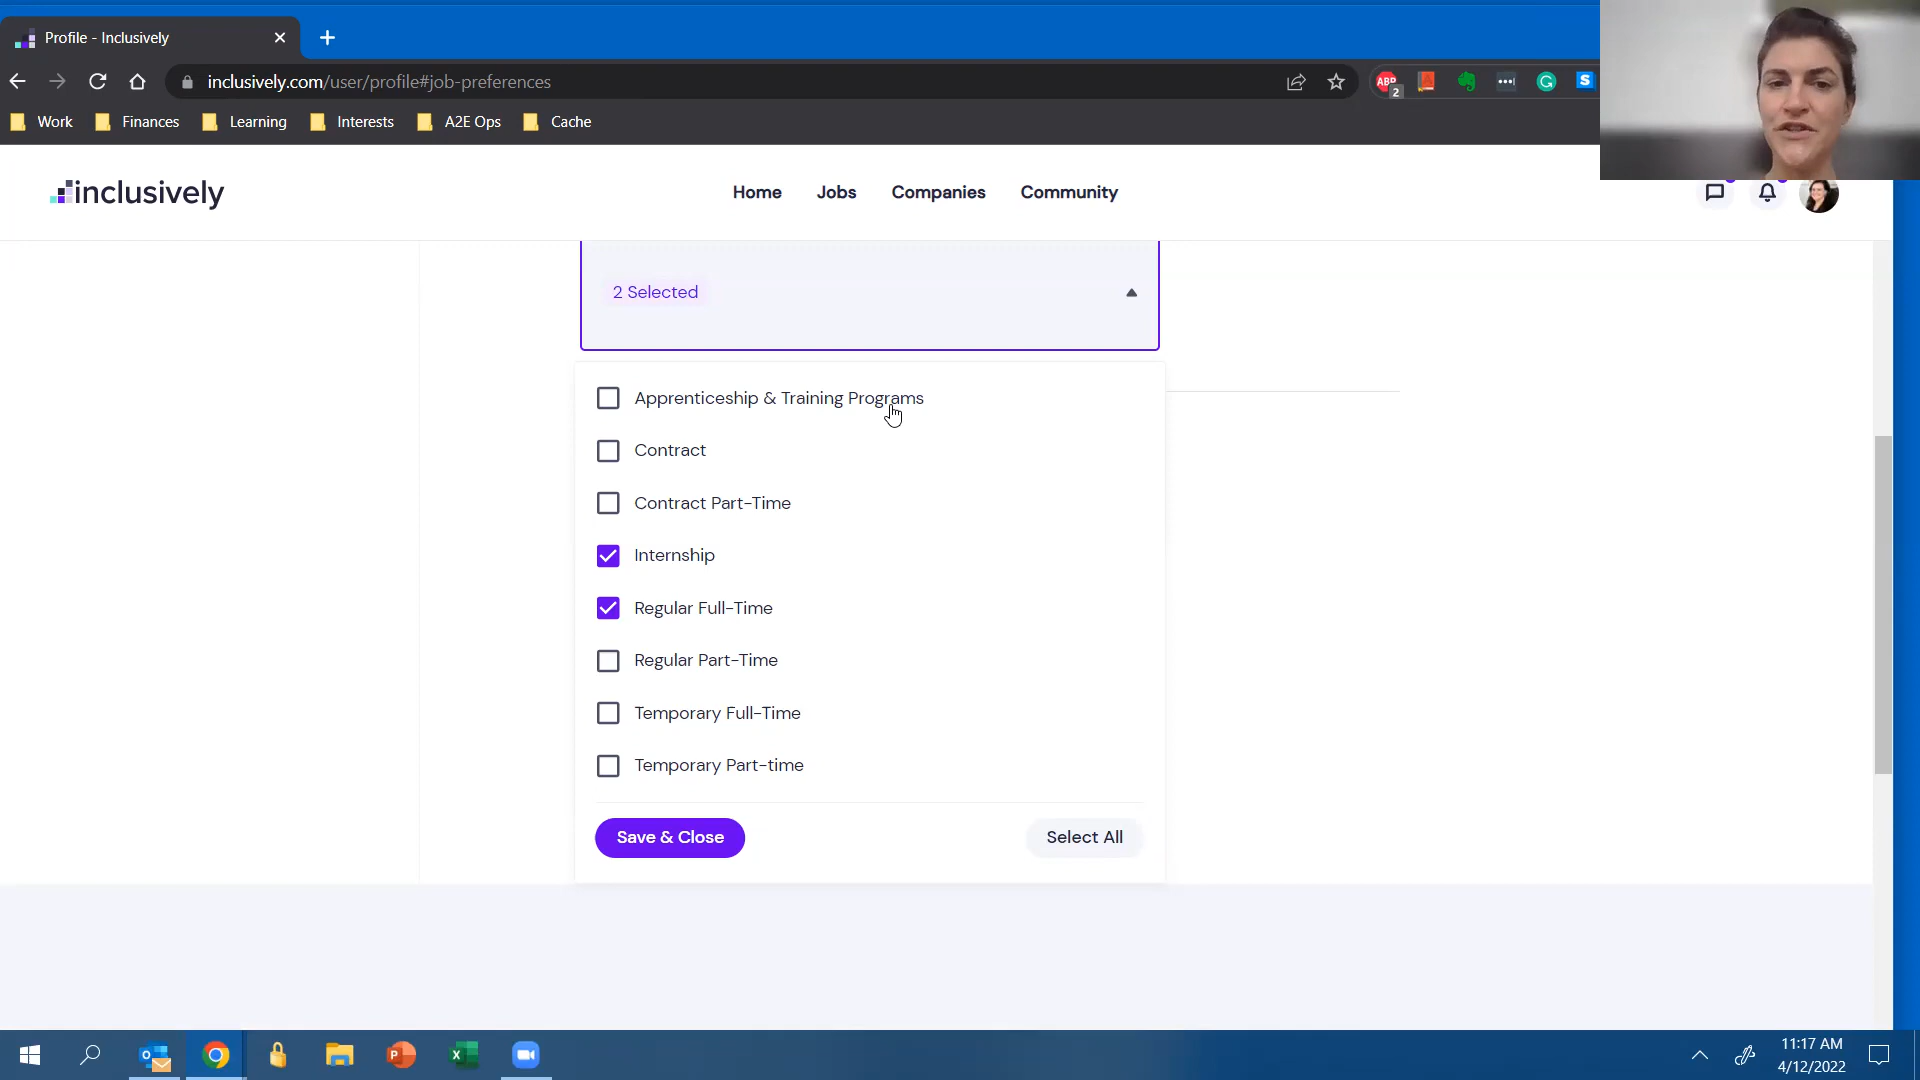 Profile - Inclusively
inclusively.com/user/profile#job-preferences
ABP
2
G
S
Work
Finances
Learning
Interests
A2E Ops
Cache
inclusively
Home
Jobs
Companies
Community
2 Selected
Apprenticeship & Training Programs
Contract
Contract Part-Time
Internship
Regular Full-Time
Regular Part-Time
Temporary Full-Time
Temporary Part-time
Save & Close
Select All
11:17 AM
4/12/2022